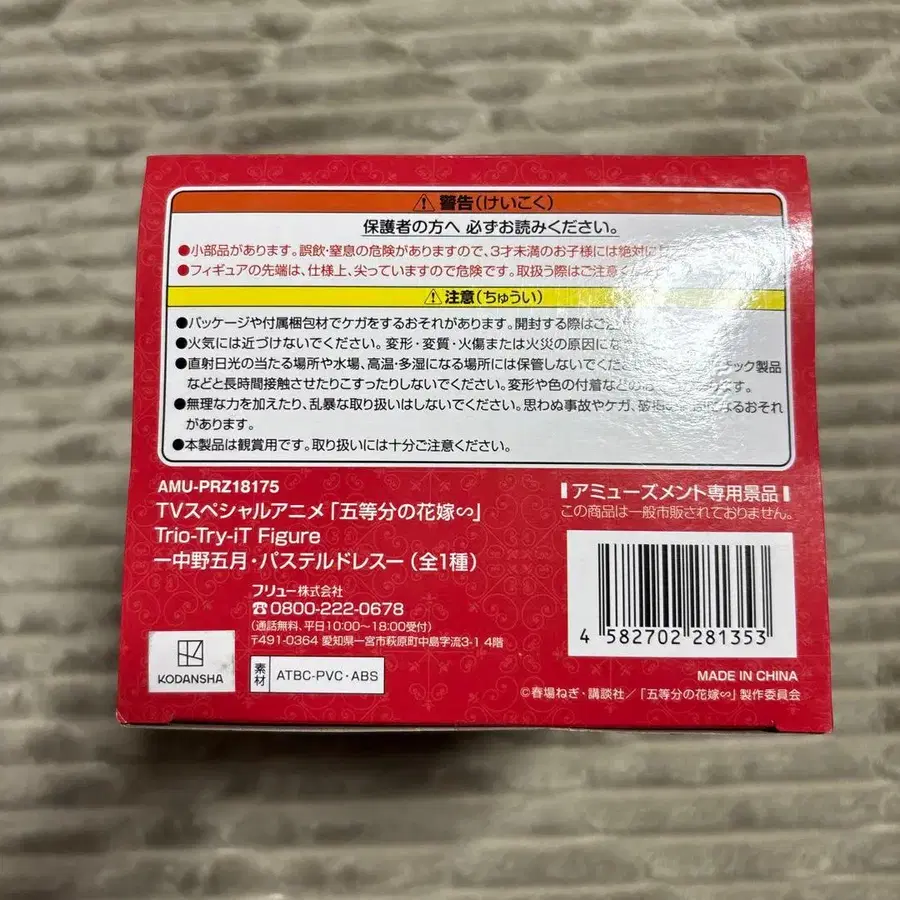 ⚠警告(けいこく)
保護者の方へ 必ずお読みください。
●小部品があります。誤飲・窒息の危険がありますので、3才未満のお子様には絶対に
●フィギュアの先端は、仕様上、尖っていますので危険です。取扱う際はご注意く
⚠注意(ちゅうい)
●パッケージや付属梱包材でケガをするおそれがあります。開封する際はご注
●火気には近づけないでください。変形・変質・火傷または火災の原因にな
●直射日光の当たる場所や水場、高温・多湿になる場所には保管しないでくだ チック製品
などと長時間接触させたりこすったりしないでください。変形や色の付着などの です。
●無理な力を加えたり、乱暴な取り扱いはしないでください。思わぬ事故やケガ、破損 になるおそれ
があります。
●本製品は観賞用です。取り扱いには十分ご注意ください。
AMU-PRZ18175
TVスペシャルアニメ「五等分の花嫁∽」
Trio-Try-iT Figure
ー中野五月・パステルドレスー(全1種)
フリュー株式会社
☎0800-222-0678
(通話無料、平日10:00~18:00受付)
〒491-0364 愛知県一宮市萩原町中島字流3-1 4階
KODANSHA
素材 ATBC-PVC・ABS
アミューズメント専用景品
この商品は一般市販されておりません。
4 582702 281353
MADE IN CHINA
©春場ねぎ・講談社/「五等分の花嫁∽」製作委員会